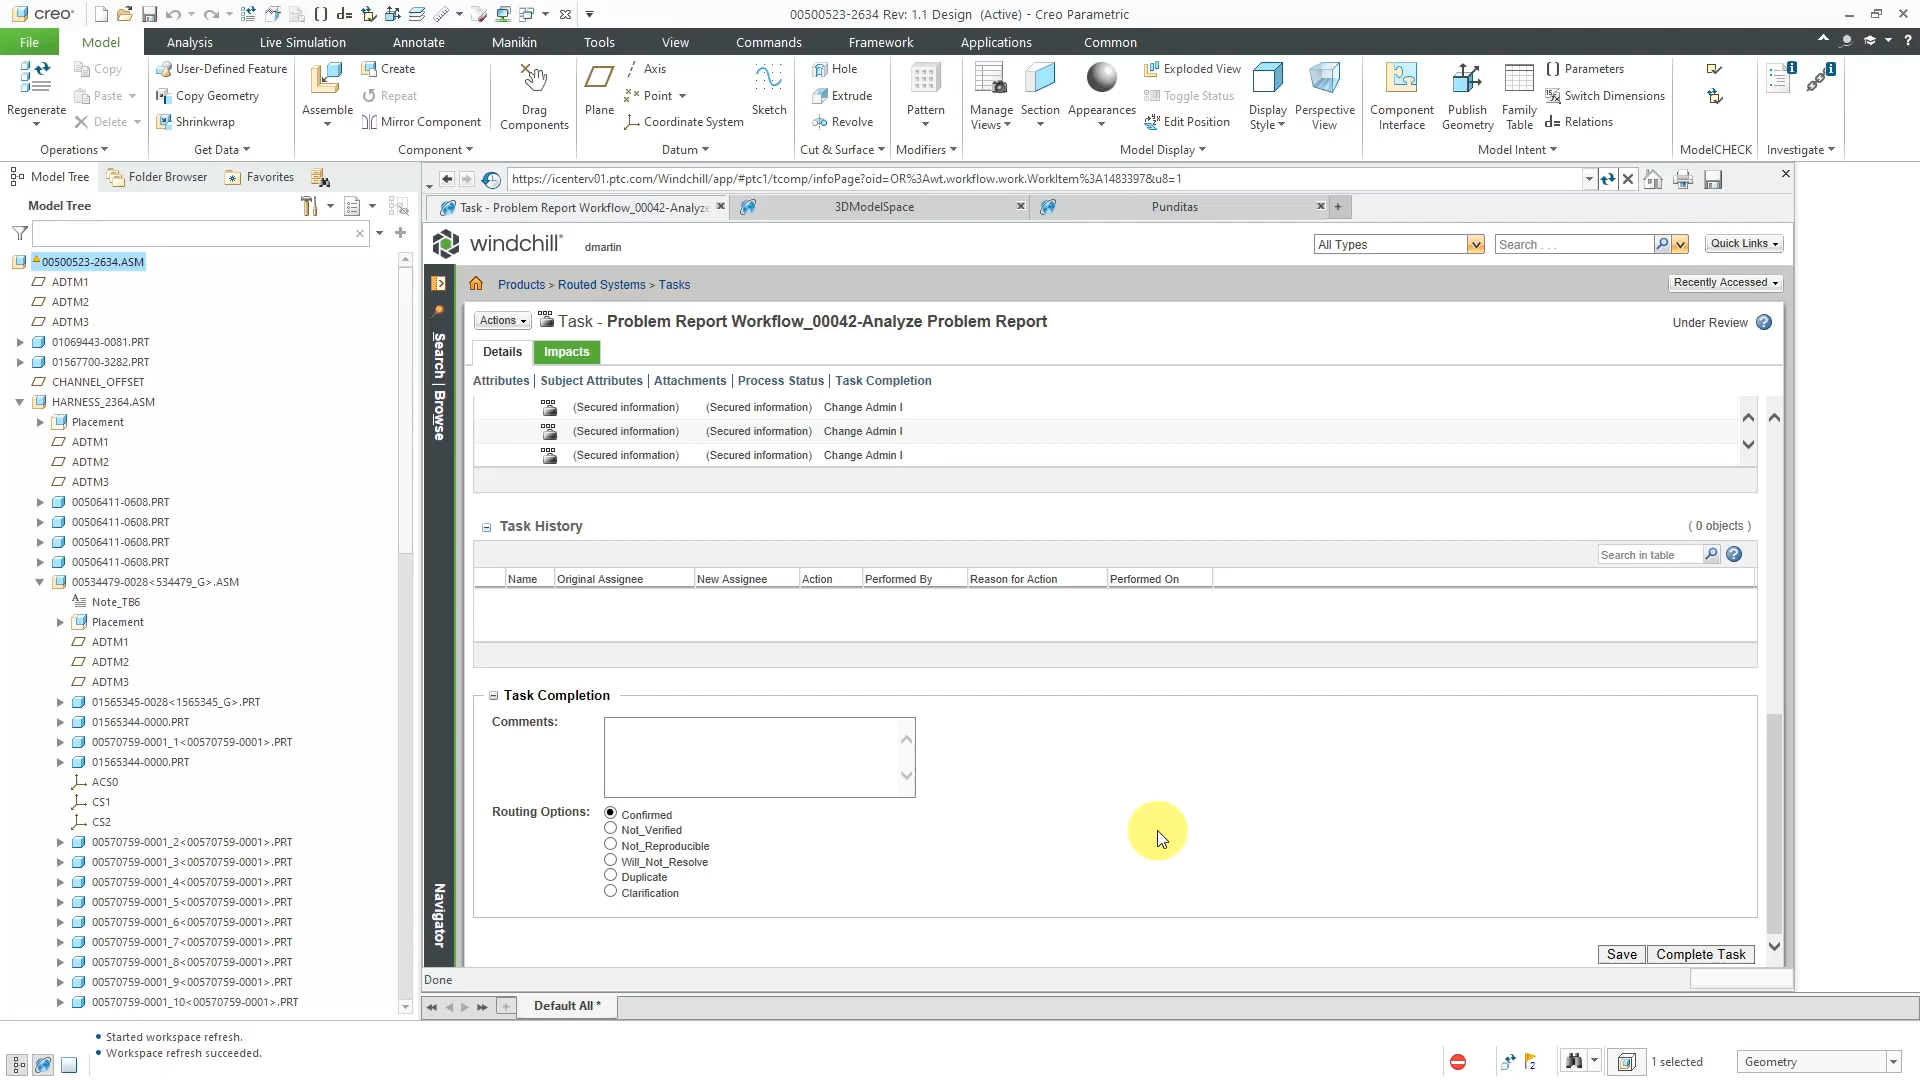 creo
00500523-2634 Rev: 1.1 Design (Active) - Creo Parametric
File Model Analysis Live Simulation Annotate Manikin Tools View Commands Framework Applications Common
Regenerate Copy Paste Delete
User-Defined Feature Copy Geometry Shrinkwrap
Assemble Create Repeat Mirror Component
Drag Components
Plane Axis Point Coordinate System Sketch
Hole Extrude Revolve
Pattern
Manage Views Section Appearances Exploded View Toggle Status Edit Position Display Style Perspective View
Component Interface Publish Geometry Family Table Parameters Switch Dimensions d= Relations
Operations Get Data Component Datum Cut & Surface Modifiers Model Display Model Intent ModelCHECK Investigate
Model Tree Folder Browser Favorites
Model Tree
00500523-2634.ASM
ADTM1
ADTM2
ADTM3
01069443-0081.PRT
01567700-3282.PRT
CHANNEL_OFFSET
HARNESS_2364.ASM
Placement
ADTM1
ADTM2
ADTM3
00506411-0608.PRT
00506411-0608.PRT
00506411-0608.PRT
00506411-0608.PRT
00534479-0028<534479_G>.ASM
Note_TB6
Placement
ADTM1
ADTM2
ADTM3
01565345-0028<1565345_G>.PRT
01565344-0000.PRT
00570759-0001_1<00570759-0001>.PRT
01565344-0000.PRT
ACS0
CS1
CS2
00570759-0001_2<00570759-0001>.PRT
00570759-0001_3<00570759-0001>.PRT
00570759-0001_4<00570759-0001>.PRT
00570759-0001_5<00570759-0001>.PRT
00570759-0001_6<00570759-0001>.PRT
00570759-0001_7<00570759-0001>.PRT
00570759-0001_8<00570759-0001>.PRT
00570759-0001_9<00570759-0001>.PRT
00570759-0001_10<00570759-0001>.PRT
https://icenterv01.ptc.com/Windchill/app/#ptc1/tcomp/infoPage?oid=OR%3Awt.workflow.work.WorkItem%3A1483397&u8=1
Task - Problem Report Workflow_00042-Analyze 3DModelSpace Punditas
windchill dmartin All Types Search . . . Quick Links
Products > Routed Systems > Tasks Recently Accessed
Search | Browse
Navigator
Actions Task - Problem Report Workflow_00042-Analyze Problem Report Under Review
Details Impacts
Attributes | Subject Attributes | Attachments | Process Status | Task Completion
(Secured information) (Secured information) Change Admin I
(Secured information) (Secured information) Change Admin I
(Secured information) (Secured information) Change Admin I
Task History ( 0 objects )
Search in table
Name Original Assignee New Assignee Action Performed By Reason for Action Performed On
Task Completion
Comments:
Routing Options: Confirmed
Not_Verified
Not_Reproducible
Will_Not_Resolve
Duplicate
Clarification
Save Complete Task
Done
Default All *
Started workspace refresh.
Workspace refresh succeeded.
2 1 selected Geometry